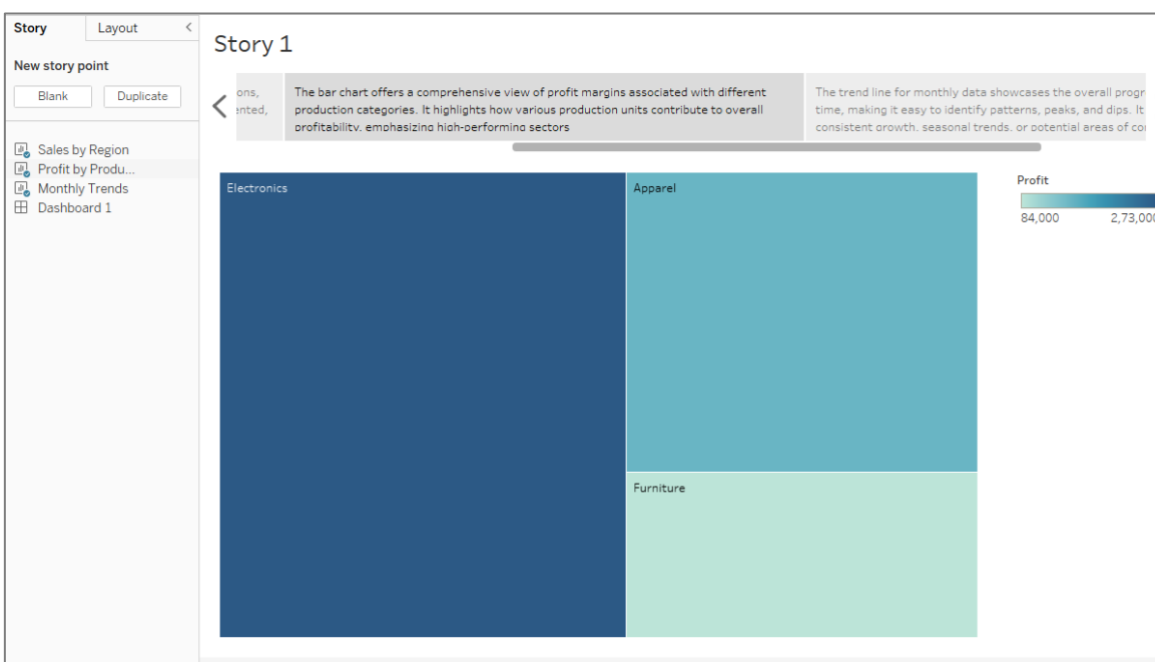 Story Layout <
New story point
Blank Duplicate
Sales by Region
Profit by Produ...
Monthly Trends
Dashboard 1
Story 1
ons,
ented,
The bar chart offers a comprehensive view of profit margins associated with different
production categories. It highlights how various production units contribute to overall
profitability, emphasizing high-performing sectors
The trend line for monthly data showcases the overall progr
time, making it easy to identify patterns, peaks, and dips. It
consistent growth, seasonal trends, or potential areas of co
Electronics
Apparel
Furniture
Profit
84,000 2,73,000